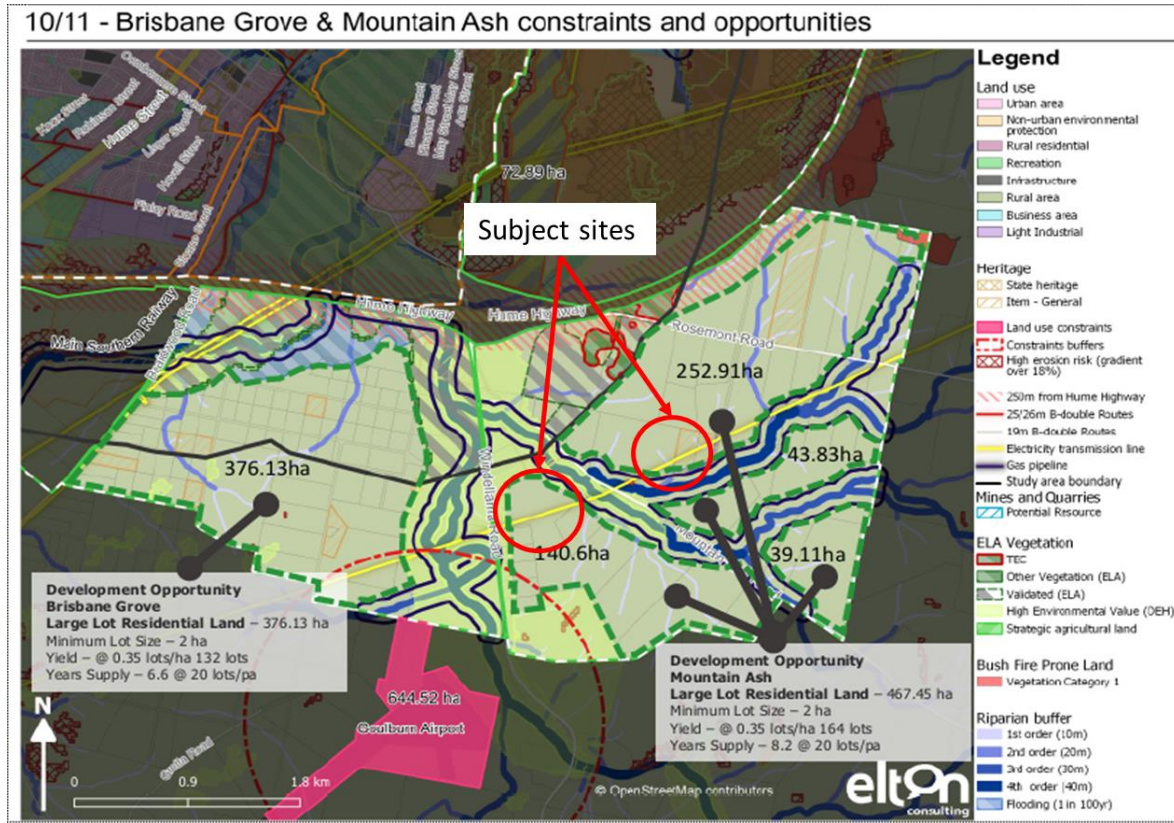 10/11 - Brisbane Grove & Mountain Ash constraints and opportunities
72.89 ha
Subject sites
Hume Street
Finlay Road
Sloane Street
Main Southern Railway
Braidwood Road
Hume Highway
Hume Highway
Rosemont Road
252.91ha
376.13ha
43.83ha
Windellama Road
140.6ha
Mountain
39.11ha
Development Opportunity
Brisbane Grove
Large Lot Residential Land – 376.13 ha
Minimum Lot Size – 2 ha
Yield – @ 0.35 lots/ha 132 lots
Years Supply – 6.6 @ 20 lots/pa
Development Opportunity
Mountain Ash
Large Lot Residential Land – 467.45 ha
Minimum Lot Size – 2 ha
Yield – @ 0.35 lots/ha 164 lots
Years Supply – 8.2 @ 20 lots/pa
644.52 ha
Goulburn Airport
N
0 0.9 1.8 km
© OpenStreetMap contributors
elton
consulting
Legend
Land use
Urban area
Non-urban environmental
protection
Rural residential
Recreation
Infrastructure
Rural area
Business area
Light Industrial
Heritage
State heritage
Item - General
Land use constraints
Constraints buffers
High erosion risk (gradient
over 18%)
250m from Hume Highway
25/26m B-double Routes
19m B-double Routes
Electricity transmission line
Gas pipeline
Study area boundary
Mines and Quarries
Potential Resource
ELA Vegetation
TEC
Other Vegetation (ELA)
Validated (ELA)
High Environmental Value (OEH)
Strategic agricultural land
Bush Fire Prone Land
Vegetation Category 1
Riparian buffer
1st order (10m)
2nd order (20m)
3rd order (30m)
4th order (40m)
Flooding (1 in 100yr)